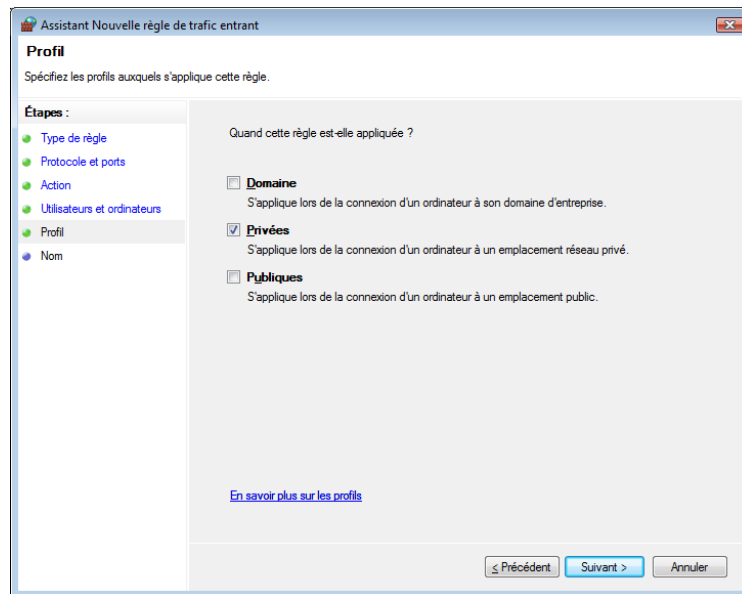 Assistant Nouvelle règle de trafic entrant
Profil
Spécifiez les profils auxquels s'applique cette règle.
Étapes :
Type de règle
Protocole et ports
Action
Utilisateurs et ordinateurs
Profil
Nom
Quand cette règle est-elle appliquée ?
Domaine
S'applique lors de la connexion d'un ordinateur à son domaine d'entreprise.
Privées
S'applique lors de la connexion d'un ordinateur à un emplacement réseau privé.
Publiques
S'applique lors de la connexion d'un ordinateur à un emplacement public.
En savoir plus sur les profils
< Précédent
Suivant >
Annuler